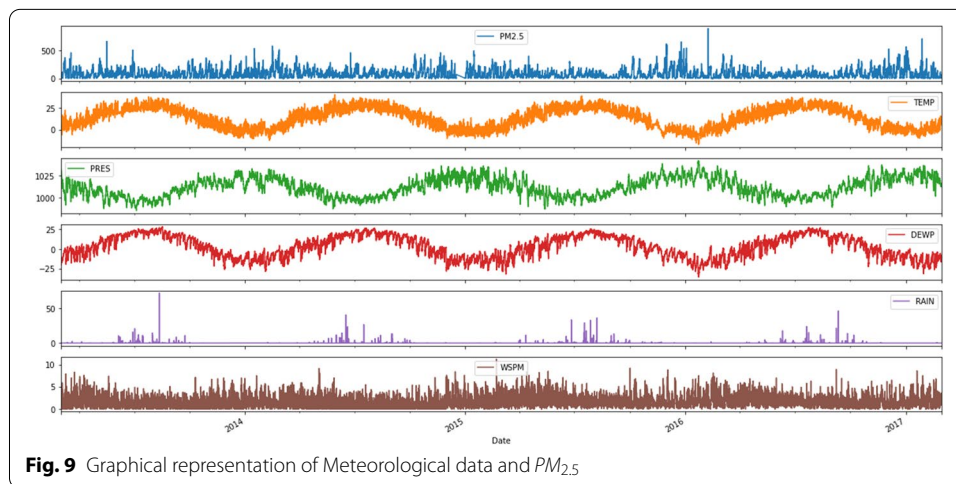 PM2.5
500
0
TEMP
25
0
PRES
1025
1000
DEWP
25
0
−25
RAIN
50
0
WSPM
10
5
0
2014
2015
2016
2017
Date
Fig. 9 Graphical representation of Meteorological data and PM2.5